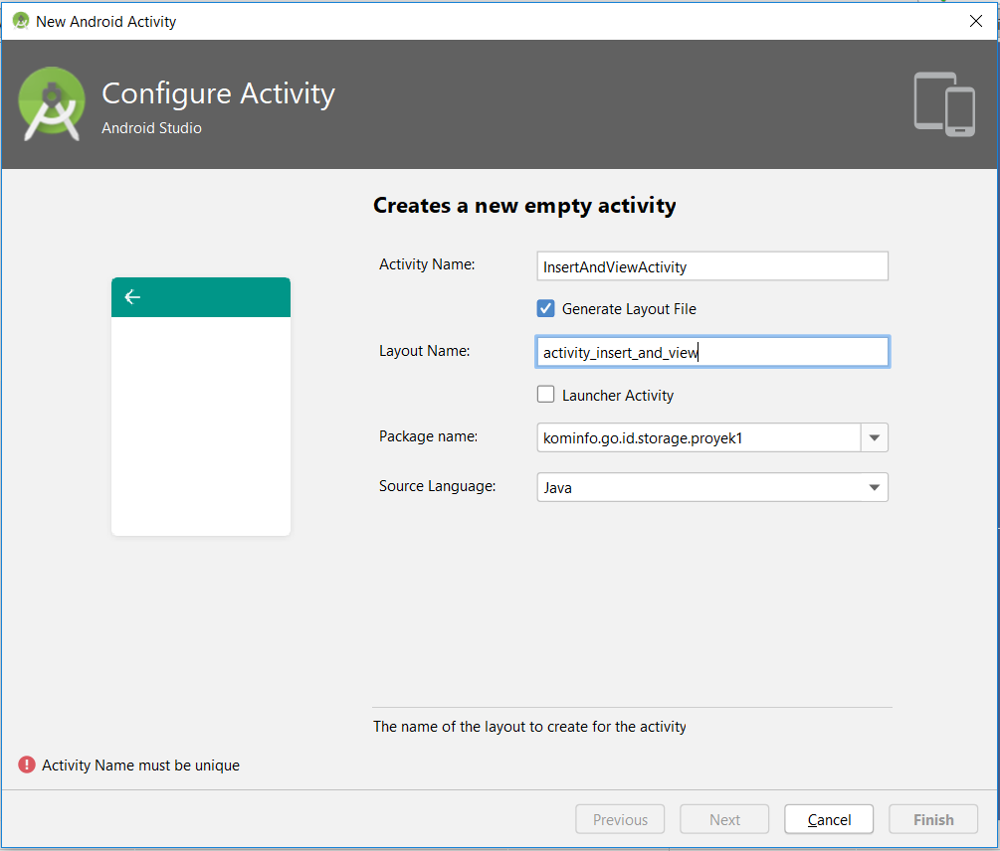 New Android Activity
Configure Activity
Android Studio
Creates a new empty activity
Activity Name:
InsertAndViewActivity
Generate Layout File
Layout Name:
activity_insert_and_view
Launcher Activity
Package name:
kominfo.go.id.storage.proyek1
Source Language:
Java
The name of the layout to create for the activity
Activity Name must be unique
Previous
Next
Cancel
Finish